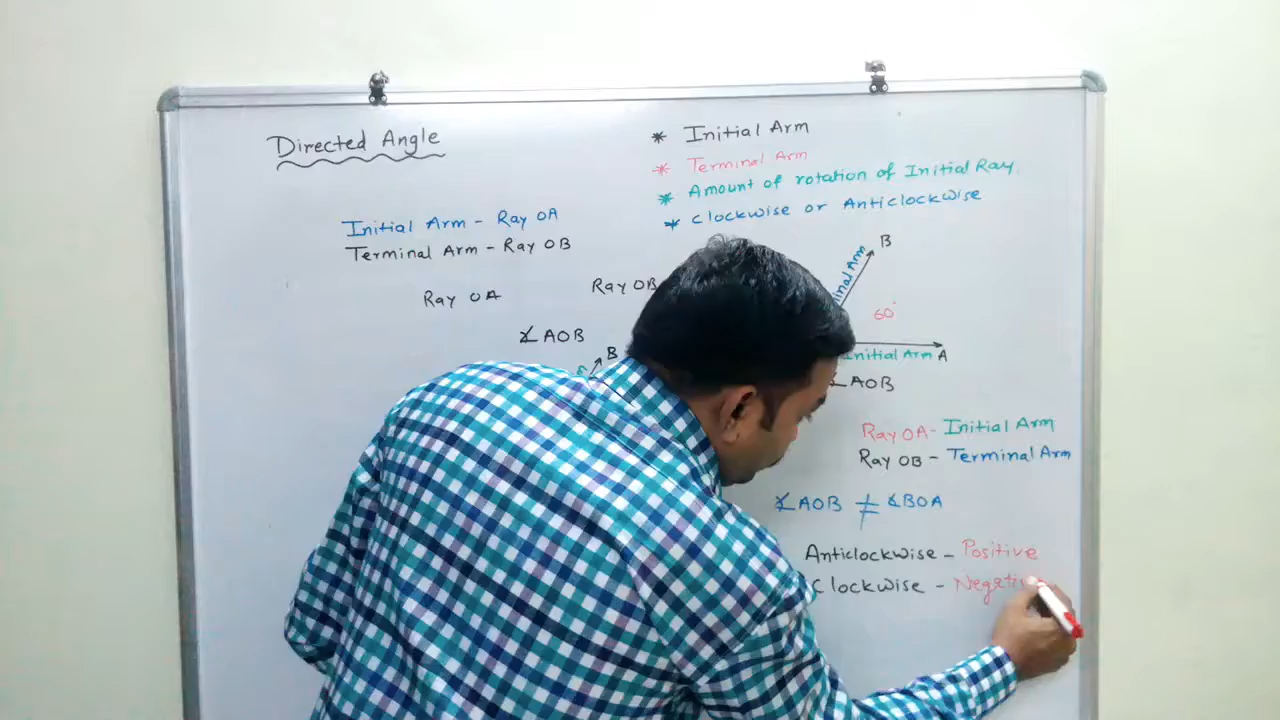 Directed Angle
* Initial Arm
* Terminal Arm
* Amount of rotation of Initial Ray.
* Clockwise or Anticlockwise
Initial Arm - Ray OA
Terminal Arm - Ray OB
Ray OA
Ray OB
∡AOB
B
B
Arm
60°
Initial Arm A
∡AOB
Ray OA - Initial Arm
Ray OB - Terminal Arm
∡AOB ≠ ∡BOA
Anticlockwise - Positive
Clockwise -